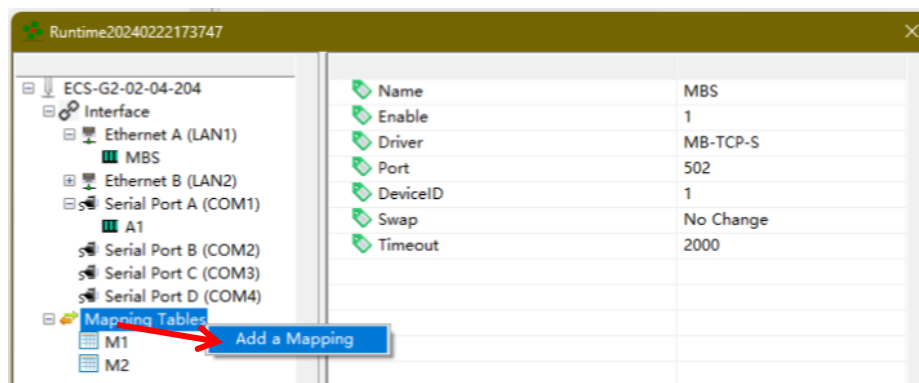 Runtime20240222173747
ECS-G2-02-04-204
Interface
Ethernet A (LAN1)
MBS
Ethernet B (LAN2)
Serial Port A (COM1)
A1
Serial Port B (COM2)
Serial Port C (COM3)
Serial Port D (COM4)
Mapping Tables
Add a Mapping
M1
M2
Name MBS
Enable 1
Driver MB-TCP-S
Port 502
DeviceID 1
Swap No Change
Timeout 2000